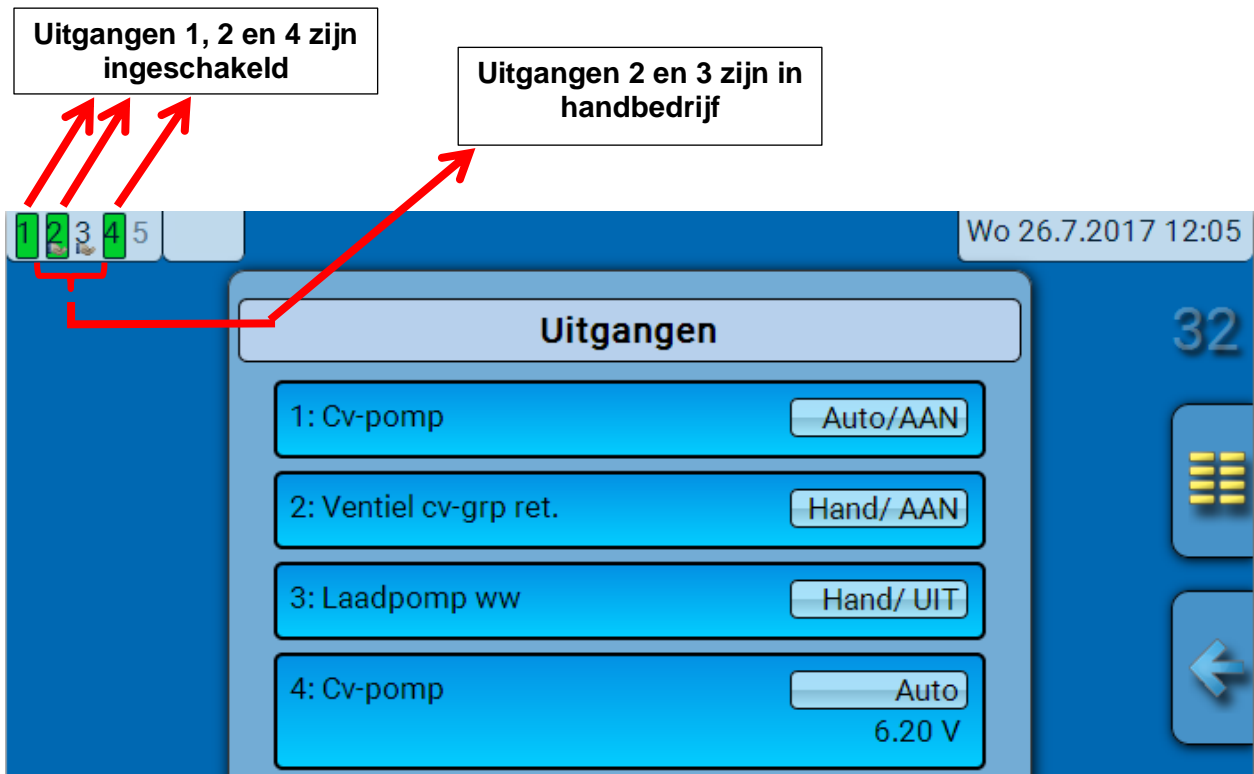 Uitgangen 1, 2 en 4 zijn
ingeschakeld
Uitgangen 2 en 3 zijn in
handbedrijf
1 2 3 4 5
Wo 26.7.2017 12:05
Uitgangen
32
1: Cv-pomp
Auto/AAN
2: Ventiel cv-grp ret.
Hand/ AAN
3: Laadpomp ww
Hand/ UIT
4: Cv-pomp
Auto
6.20 V